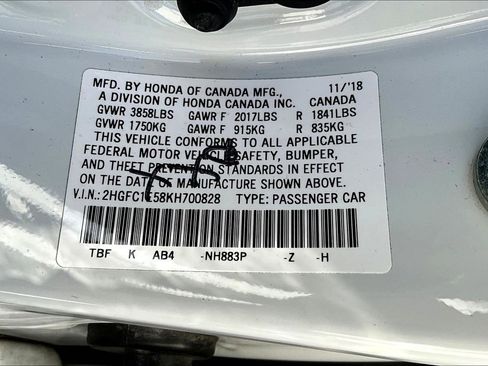 MFD. BY HONDA OF CANADA MFG., 11/'18
A DIVISION OF HONDA CANADA INC. CANADA
GVWR 3858LBS GAWR F 2017LBS R 1841LBS
GVWR 1750KG GAWR F 915KG R 835KG
THIS VEHICLE CONFORMS TO ALL APPLICABLE
FEDERAL MOTOR VEHICLE SAFETY, BUMPER,
AND THEFT PREVENTION STANDARDS IN EFFECT
ON THE DATE OF MANUFACTURE SHOWN ABOVE.
V.I.N.: TYPE: PASSENGER CAR
TBF K AB4 -NH883P -Z -H